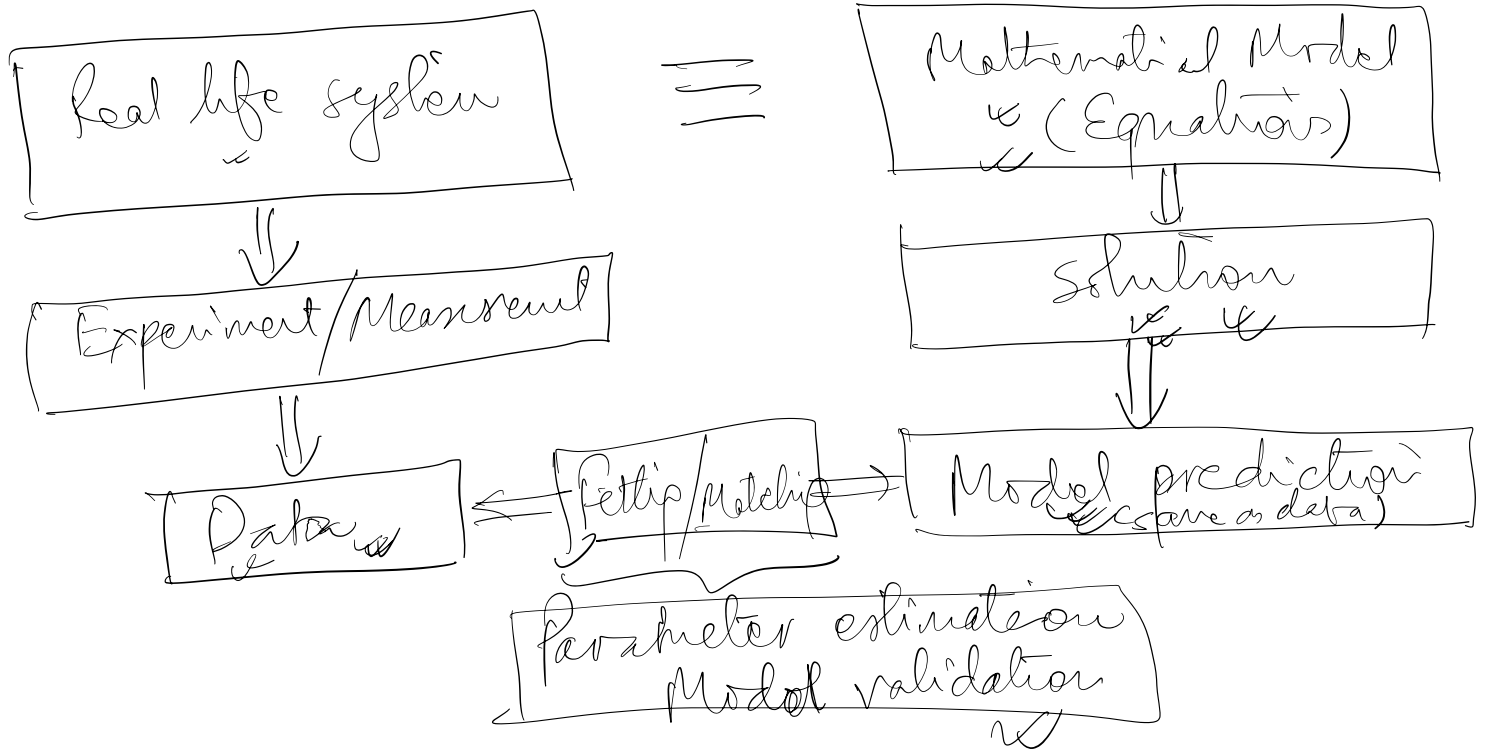 Real life system
Mathematical Model
(Equations)
Experiment/Measurement
Solution
Data
Fitting/Matching
Model prediction
(same as data)
Parameter estimation
Model validation